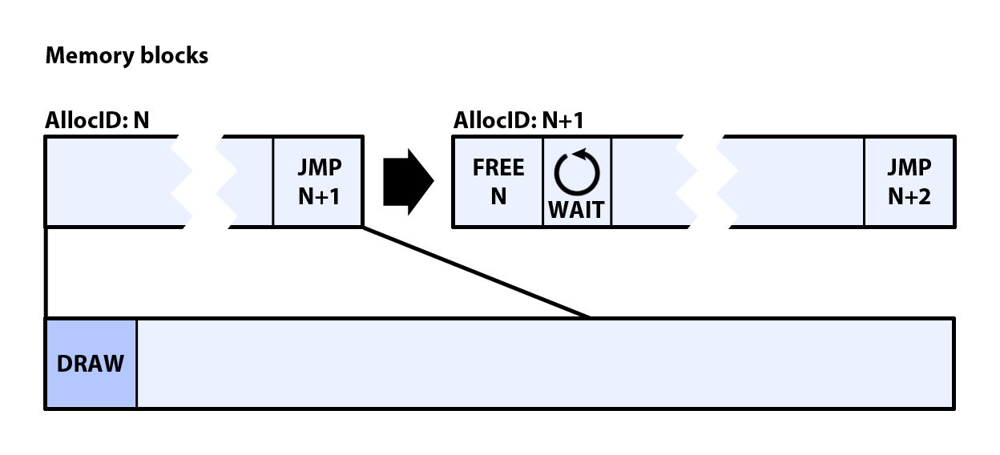 Memory blocks
AllocID: N
AllocID: N+1
JMP
N+1
FREE
N
WAIT
JMP
N+2
DRAW